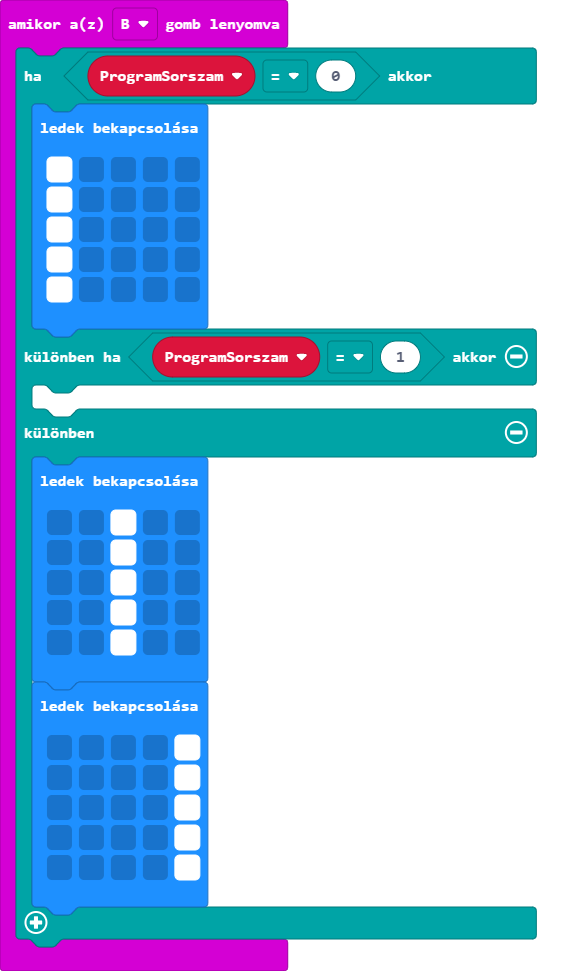 amikor a(z) B gomb lenyomva
ha ProgramSorszam = 0 akkor
ledek bekapcsolása
különben ha ProgramSorszam = 1 akkor
különben
ledek bekapcsolása
ledek bekapcsolása